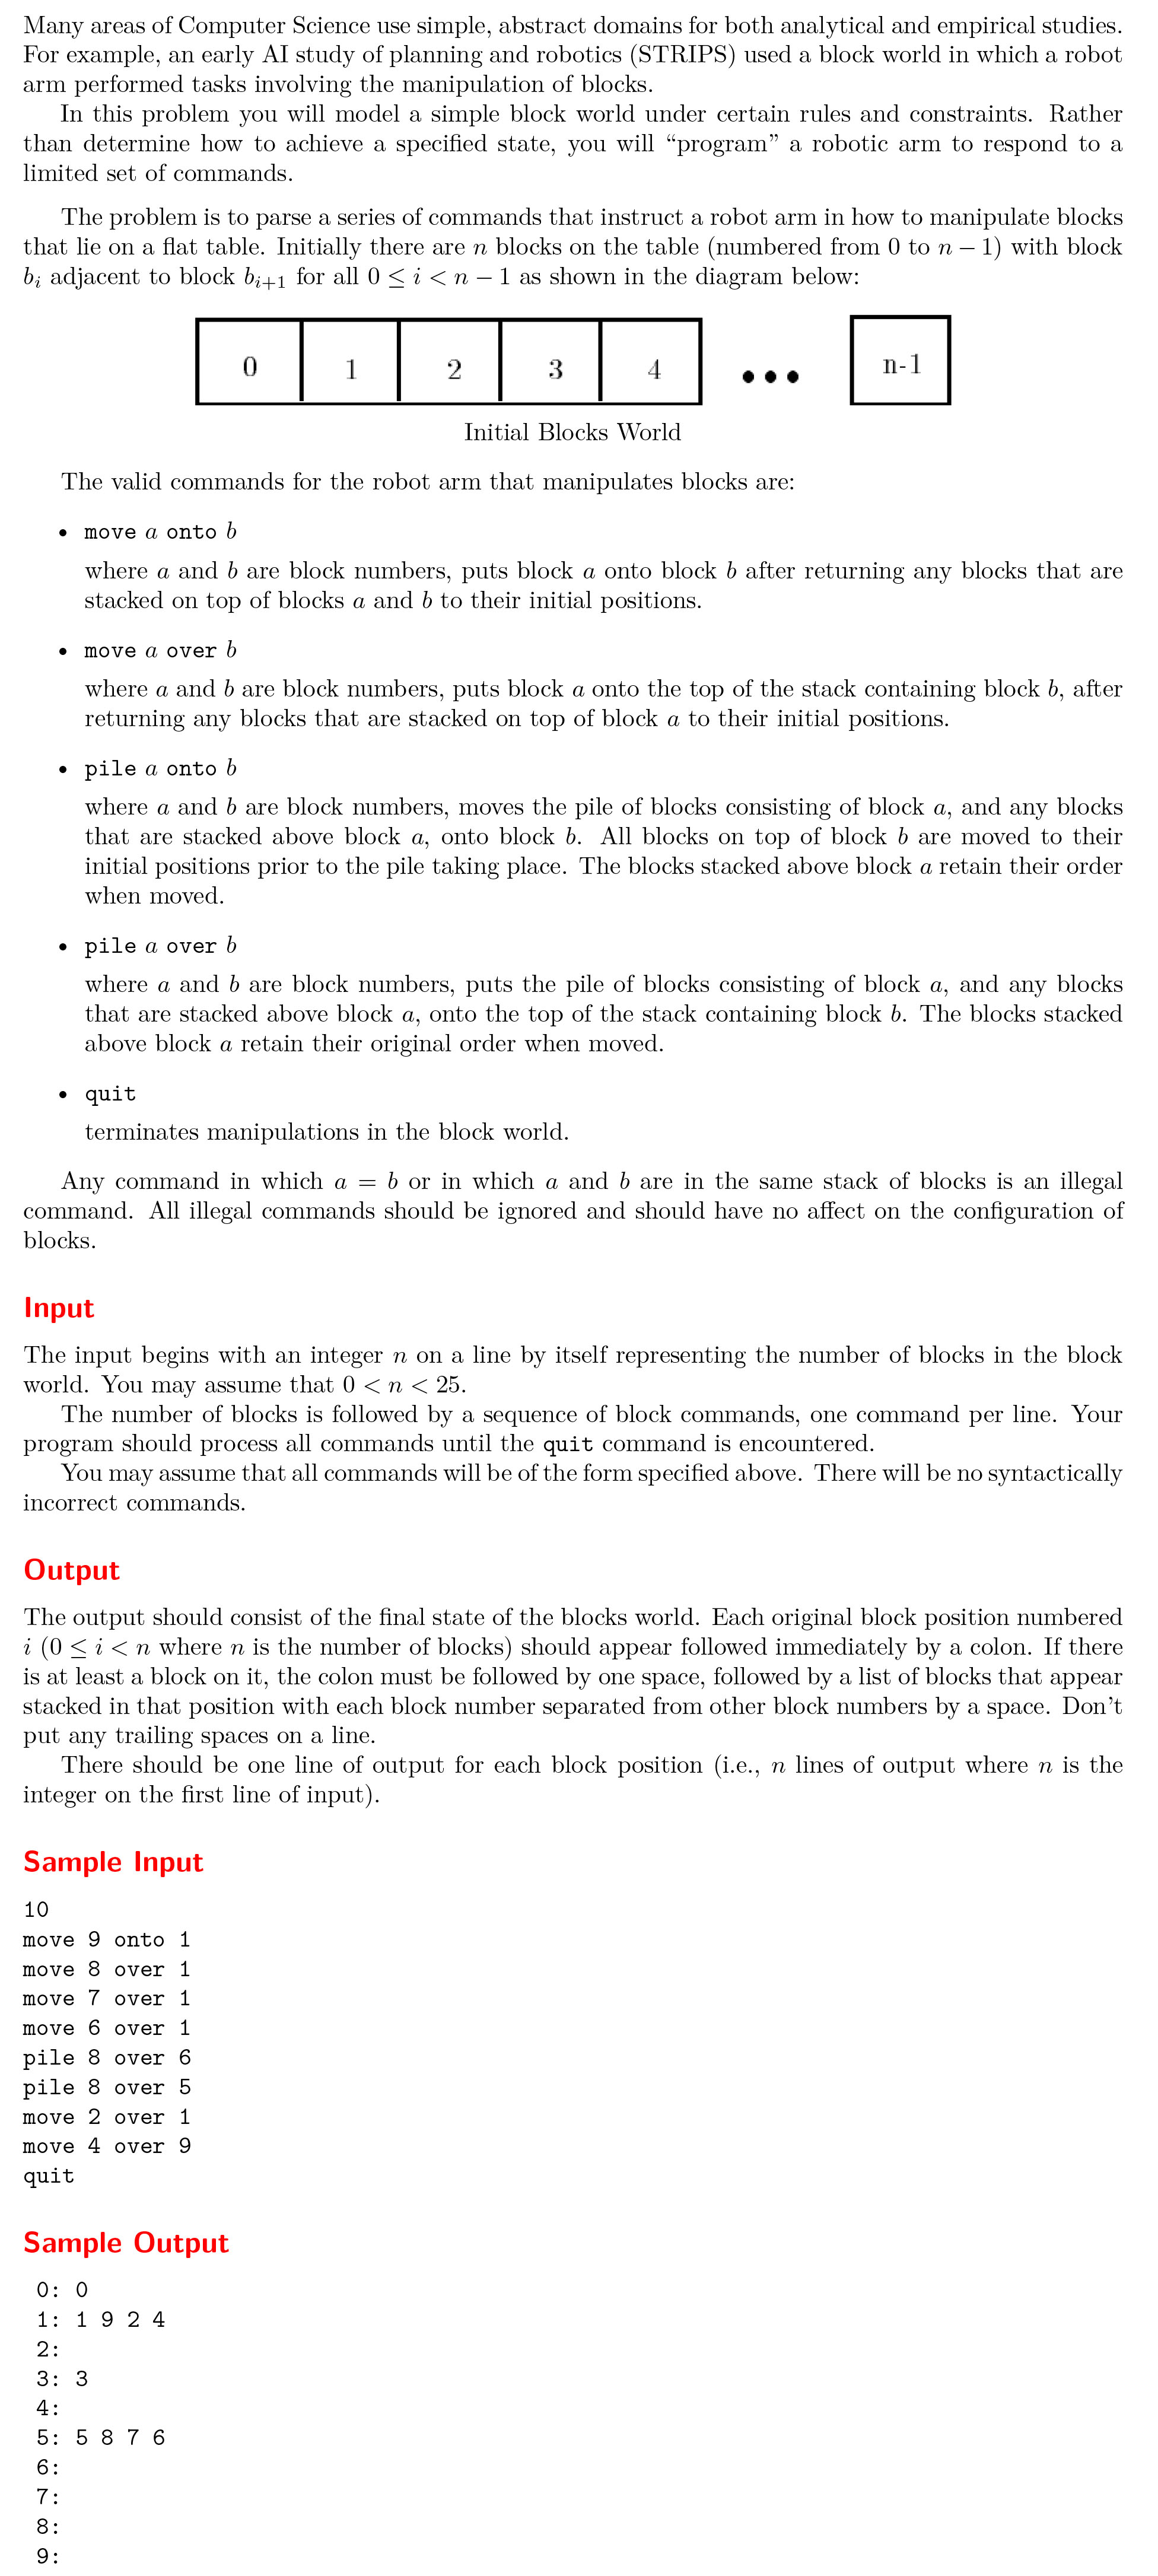 Many areas of Computer Science use simple, abstract domains for both analytical and empirical studies.
For example, an early AI study of planning and robotics (STRIPS) used a block world in which a robot
arm performed tasks involving the manipulation of blocks.
In this problem you will model a simple block world under certain rules and constraints. Rather
than determine how to achieve a specified state, you will “program” a robotic arm to respond to a
limited set of commands.
The problem is to parse a series of commands that instruct a robot arm in how to manipulate blocks
that lie on a flat table. Initially there are n blocks on the table (numbered from 0 to n − 1) with block
b_i adjacent to block b_{i+1} for all 0 ≤ i < n − 1 as shown in the diagram below:
0 1 2 3 4 ••• n-1
Initial Blocks World
The valid commands for the robot arm that manipulates blocks are:
• move a onto b
where a and b are block numbers, puts block a onto block b after returning any blocks that are
stacked on top of blocks a and b to their initial positions.
• move a over b
where a and b are block numbers, puts block a onto the top of the stack containing block b, after
returning any blocks that are stacked on top of block a to their initial positions.
• pile a onto b
where a and b are block numbers, moves the pile of blocks consisting of block a, and any blocks
that are stacked above block a, onto block b. All blocks on top of block b are moved to their
initial positions prior to the pile taking place. The blocks stacked above block a retain their order
when moved.
• pile a over b
where a and b are block numbers, puts the pile of blocks consisting of block a, and any blocks
that are stacked above block a, onto the top of the stack containing block b. The blocks stacked
above block a retain their original order when moved.
• quit
terminates manipulations in the block world.
Any command in which a = b or in which a and b are in the same stack of blocks is an illegal
command. All illegal commands should be ignored and should have no affect on the configuration of
blocks.
Input
The input begins with an integer n on a line by itself representing the number of blocks in the block
world. You may assume that 0 < n < 25.
The number of blocks is followed by a sequence of block commands, one command per line. Your
program should process all commands until the quit command is encountered.
You may assume that all commands will be of the form specified above. There will be no syntactically
incorrect commands.
Output
The output should consist of the final state of the blocks world. Each original block position numbered
i (0 ≤ i < n where n is the number of blocks) should appear followed immediately by a colon. If there
is at least a block on it, the colon must be followed by one space, followed by a list of blocks that appear
stacked in that position with each block number separated from other block numbers by a space. Don’t
put any trailing spaces on a line.
There should be one line of output for each block position (i.e., n lines of output where n is the
integer on the first line of input).
Sample Input
10
move 9 onto 1
move 8 over 1
move 7 over 1
move 6 over 1
pile 8 over 6
pile 8 over 5
move 2 over 1
move 4 over 9
quit
Sample Output
0: 0
1: 1 9 2 4
2:
3: 3
4:
5: 5 8 7 6
6:
7:
8:
9: